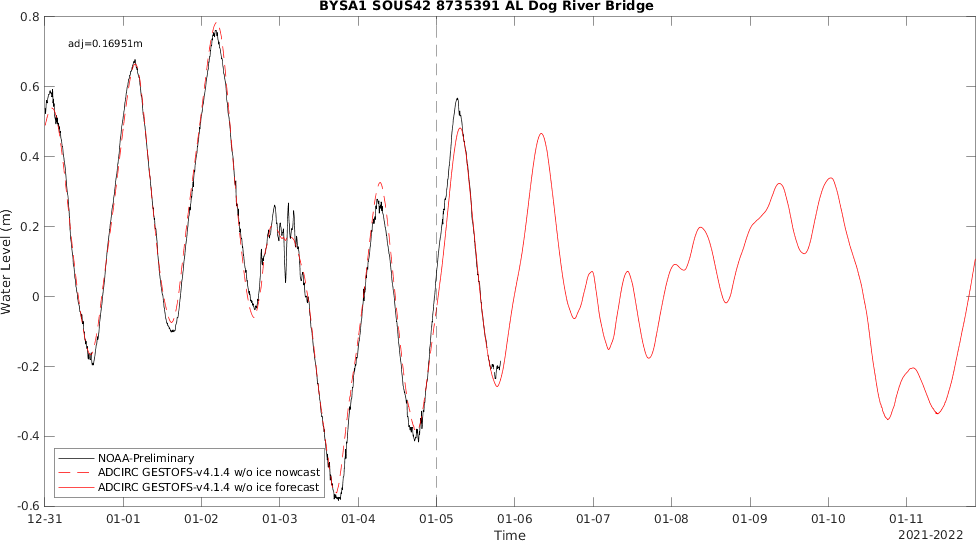 BYSA1 SOUS42 8735391 AL Dog River Bridge
adj=0.16951m
Water Level (m)
0.8
0.6
0.4
0.2
0
-0.2
-0.4
-0.6
NOAA-Preliminary
ADCIRC GESTOFS-v4.1.4 w/o ice nowcast
ADCIRC GESTOFS-v4.1.4 w/o ice forecast
12-31 01-01 01-02 01-03 01-04 01-05 01-06 01-07 01-08 01-09 01-10 01-11
Time
2021-2022